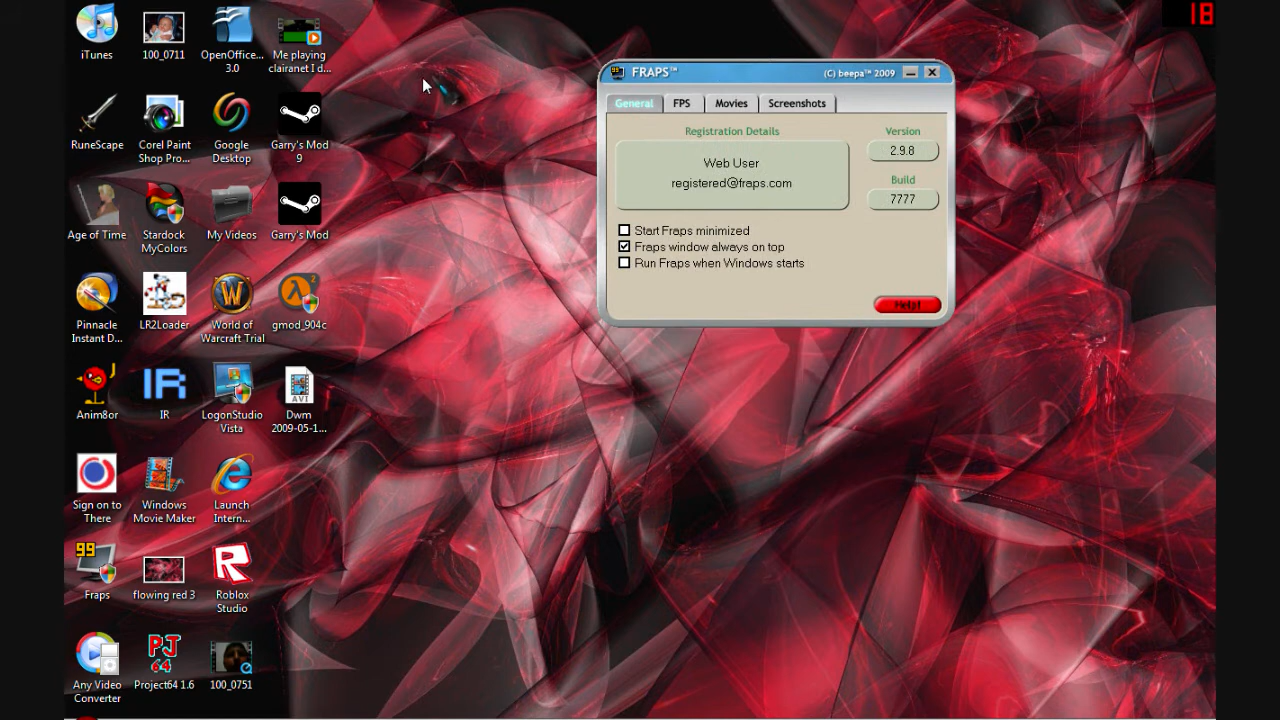 18
iTunes
100_0711
OpenOffice...
3.0
Me playing
clairanet I d...
RuneScape
Corel Paint
Shop Pro...
Google
Desktop
Garry's Mod
9
Age of Time
Stardock
MyColors
My Videos
Garry's Mod
Pinnacle
Instant D...
LR2Loader
World of
Warcraft Trial
2
gmod_904c
Anim8or
IR
IR
LogonStudio
Vista
AVI
Dwm
2009-05-1...
Sign on to
There
Windows
Movie Maker
Launch
Intern...
99
Fraps
flowing red 3
Roblox
Studio
Any Video
Converter
PJ
64
Project64 1.6
100_0751
99
FRAPS™
(C) beepa™ 2009
General
FPS
Movies
Screenshots
Registration Details
Web User
registered@fraps.com
Version
2.9.8
Build
7777
Start Fraps minimized
Fraps window always on top
Run Fraps when Windows starts
Help!